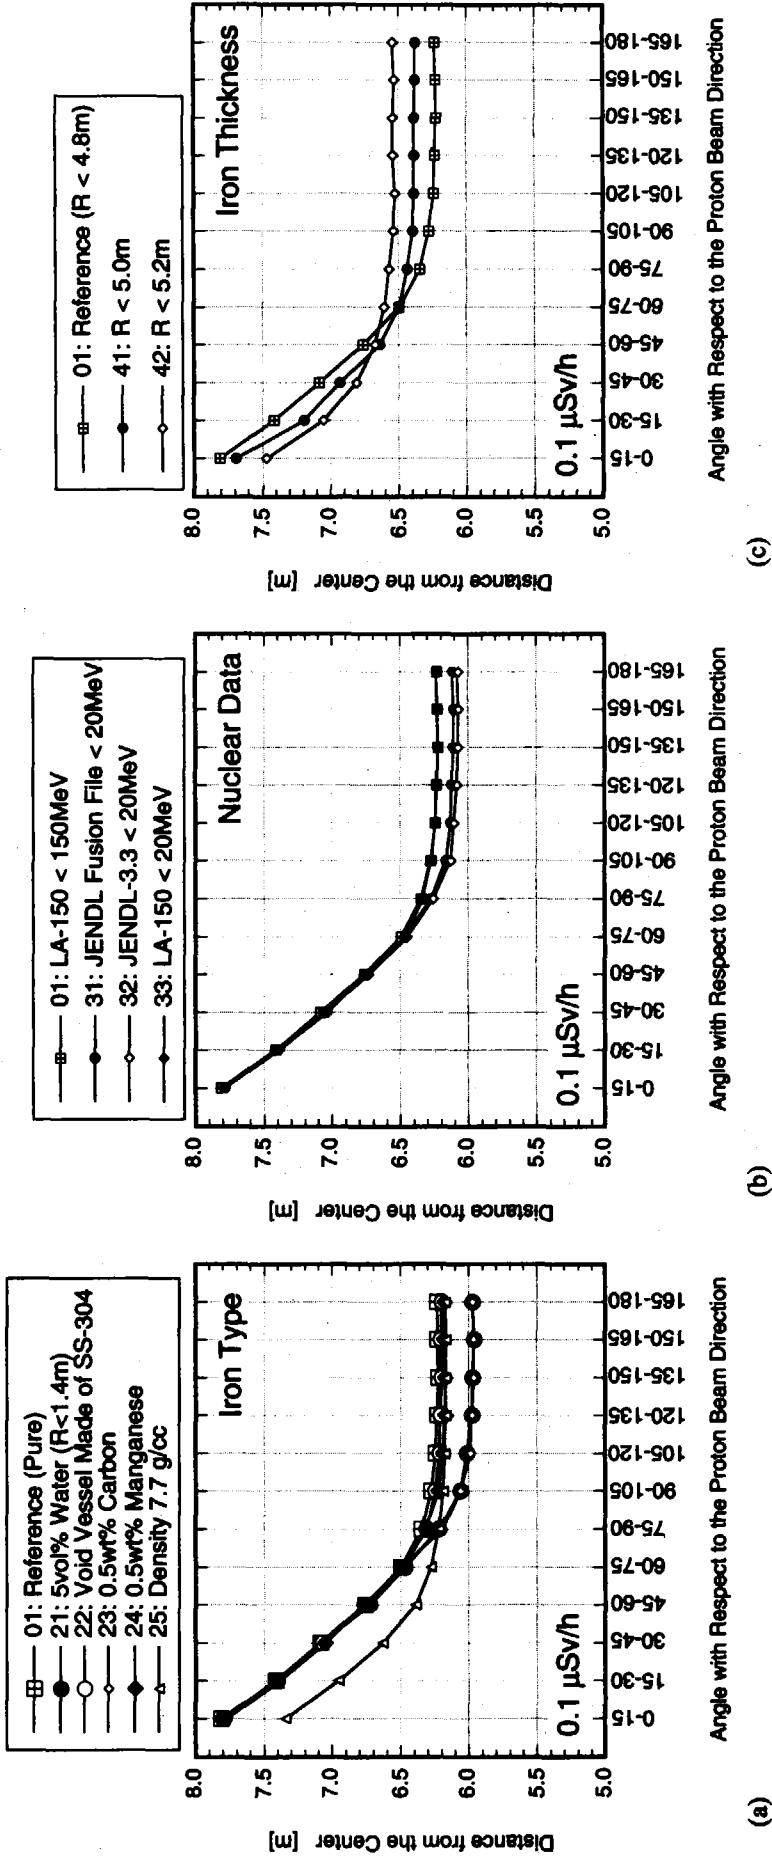 01: Reference (Pure)
21: 5vol% Water (R<1.4m)
22: Void Vessel Made of SS-304
23: 0.5wt% Carbon
24: 0.5wt% Manganese
25: Density 7.7 g/cc
Iron Type
0.1 µSv/h
8.0
7.5
7.0
6.5
6.0
5.5
5.0
Distance from the Center [m]
0-15
15-30
30-45
45-60
60-75
75-90
90-105
105-120
120-135
135-150
150-165
165-180
Angle with Respect to the Proton Beam Direction
(a)
01: LA-150 < 150MeV
31: JENDL Fusion File < 20MeV
32: JENDL-3.3 < 20MeV
33: LA-150 < 20MeV
Nuclear Data
0.1 µSv/h
8.0
7.5
7.0
6.5
6.0
5.5
5.0
Distance from the Center [m]
0-15
15-30
30-45
45-60
60-75
75-90
90-105
105-120
120-135
135-150
150-165
165-180
Angle with Respect to the Proton Beam Direction
(b)
01: Reference (R < 4.8m)
41: R < 5.0m
42: R < 5.2m
Iron Thickness
0.1 µSv/h
8.0
7.5
7.0
6.5
6.0
5.5
5.0
Distance from the Center [m]
0-15
15-30
30-45
45-60
60-75
75-90
90-105
105-120
120-135
135-150
150-165
165-180
Angle with Respect to the Proton Beam Direction
(c)